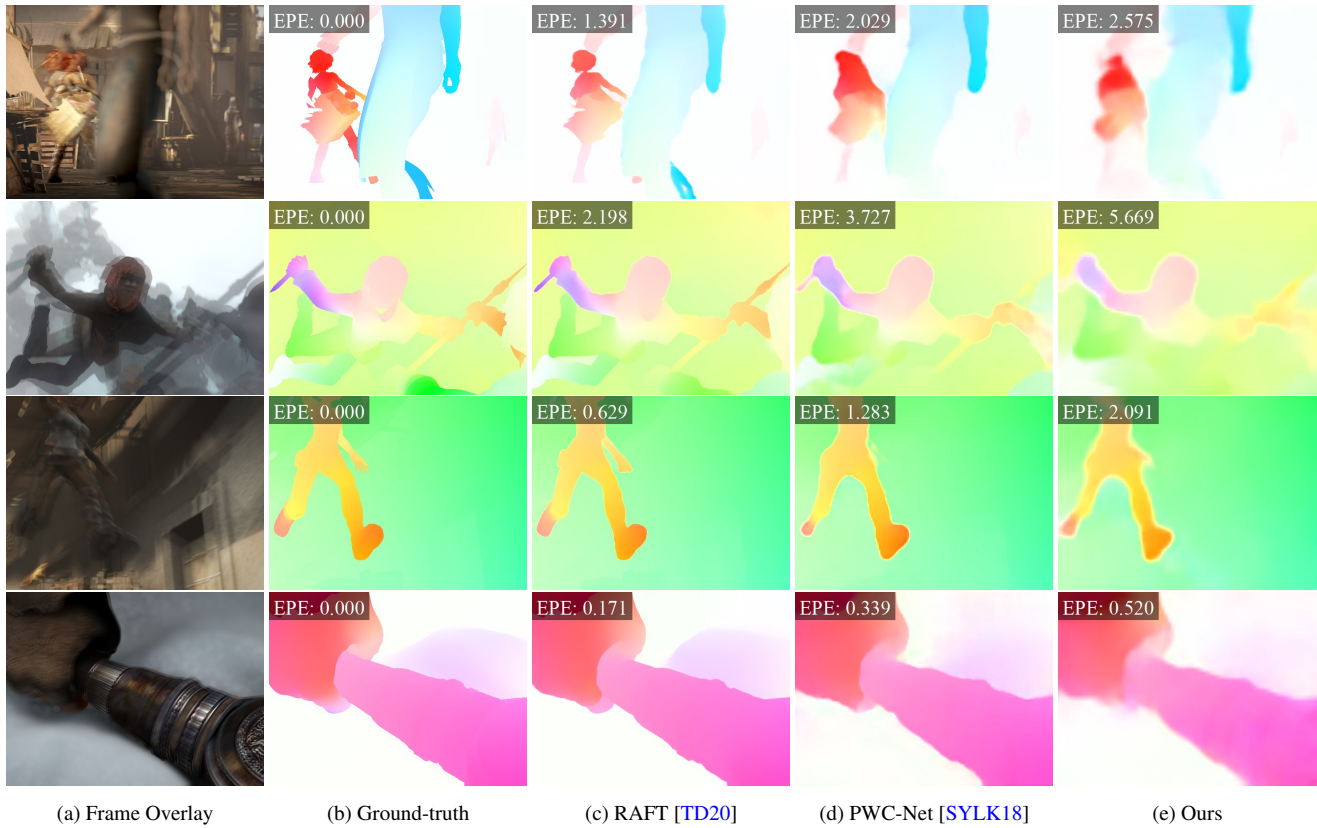 EPE: 0.000
EPE: 1.391
EPE: 2.029
EPE: 2.575
EPE: 0.000
EPE: 2.198
EPE: 3.727
EPE: 5.669
EPE: 0.000
EPE: 0.629
EPE: 1.283
EPE: 2.091
EPE: 0.000
EPE: 0.171
EPE: 0.339
EPE: 0.520
(a) Frame Overlay
(b) Ground-truth
(c) RAFT [TD20]
(d) PWC-Net [SYLK18]
(e) Ours